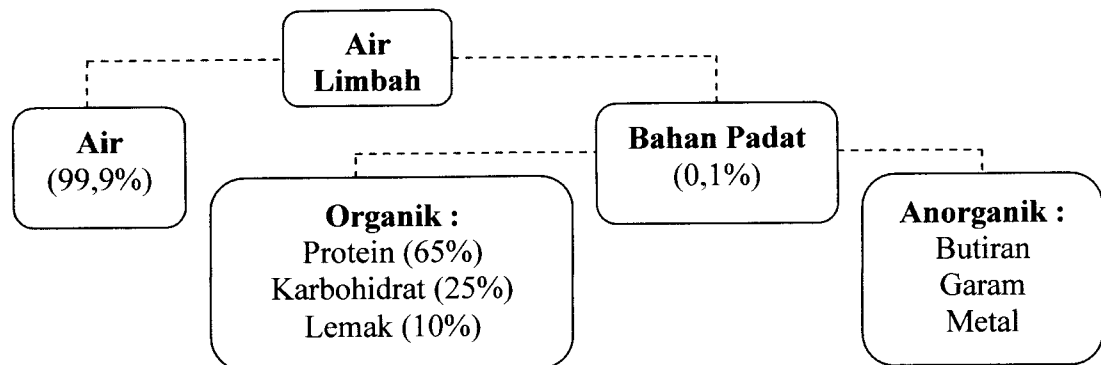 Air
Limbah
Air
(99,9%)
Bahan Padat
(0,1%)
Organik :
Protein (65%)
Karbohidrat (25%)
Lemak (10%)
Anorganik :
Butiran
Garam
Metal